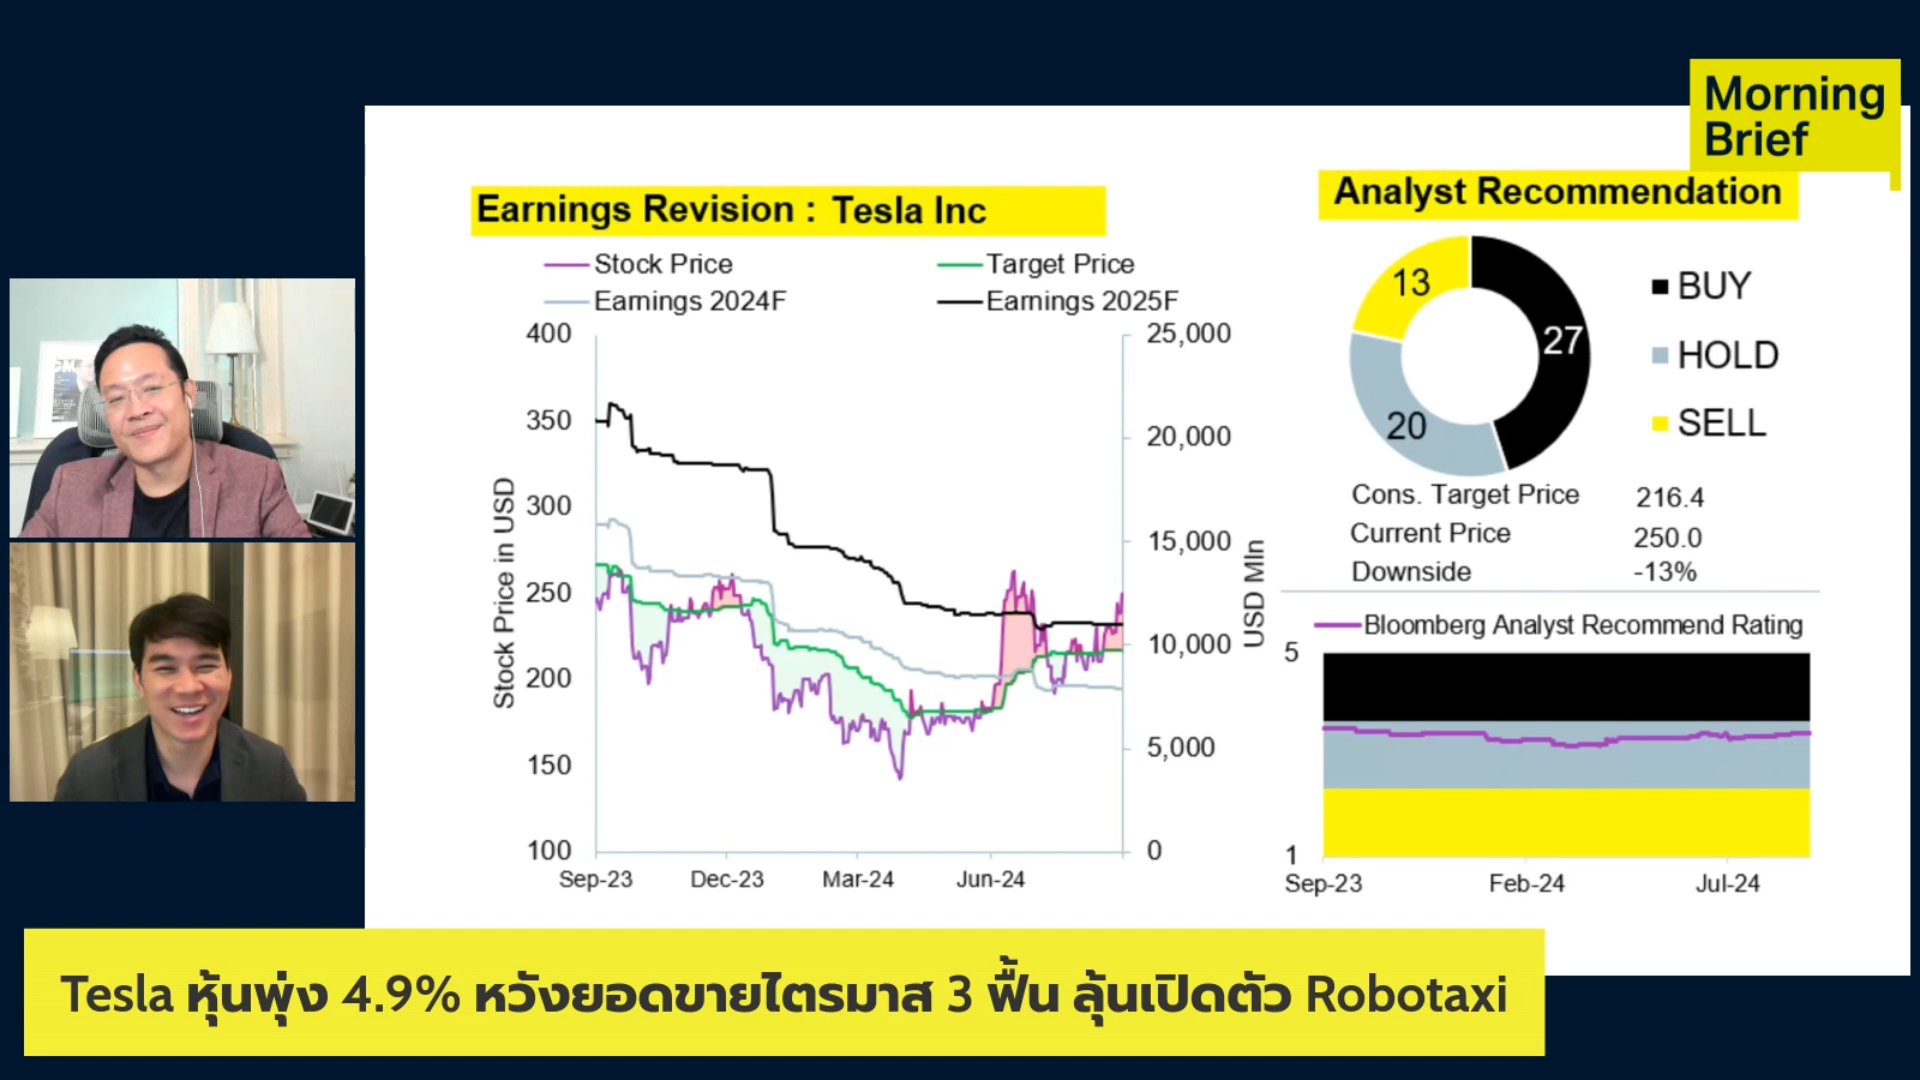 Morning
Brief
Earnings Revision : Tesla Inc
Stock Price
Target Price
Earnings 2024F
Earnings 2025F
400
350
300
250
200
150
100
Stock Price in USD
25,000
20,000
15,000
10,000
5,000
0
USD Mln
Sep-23
Dec-23
Mar-24
Jun-24
Analyst Recommendation
13
27
20
BUY
HOLD
SELL
Cons. Target Price 216.4
Current Price 250.0
Downside -13%
Bloomberg Analyst Recommend Rating
5
1
Sep-23
Feb-24
Jul-24
Tesla หุ้นพุ่ง 4.9% หวังยอดขายไตรมาส 3 ฟื้น ลุ้นเปิดตัว Robotaxi